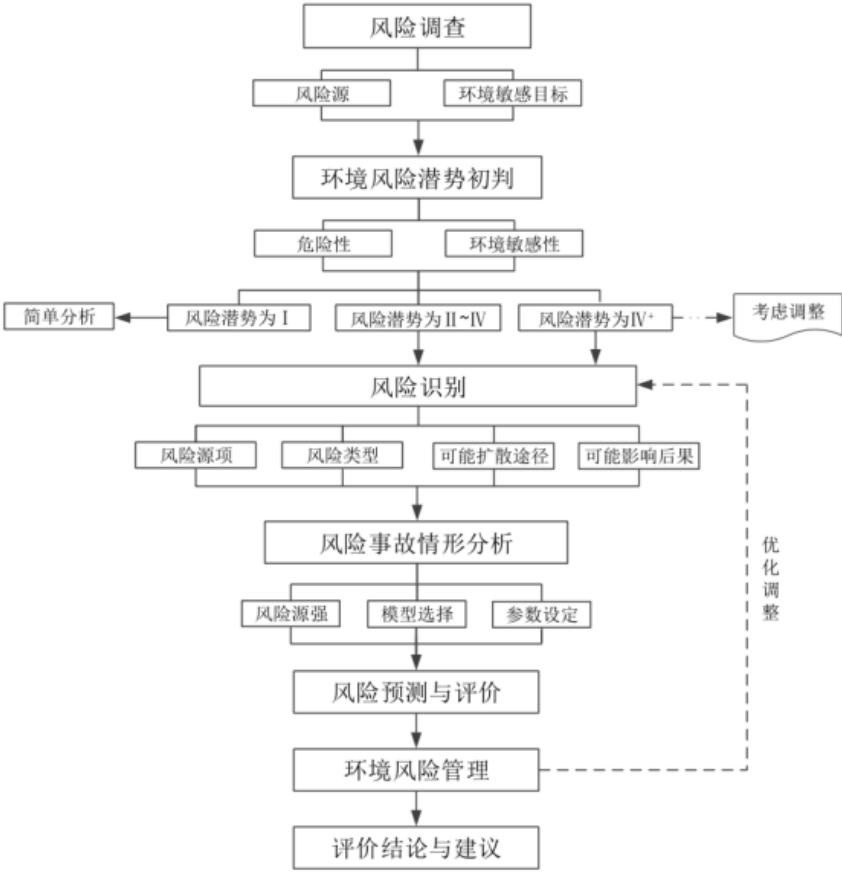 风险调查
风险源
环境敏感目标
环境风险潜势初判
危险性
环境敏感性
简单分析
风险潜势为Ⅰ
风险潜势为Ⅱ~Ⅳ
风险潜势为Ⅳ⁺
考虑调整
风险识别
风险源项
风险类型
可能扩散途径
可能影响后果
风险事故情形分析
优化调整
风险源强
模型选择
参数设定
风险预测与评价
环境风险管理
评价结论与建议